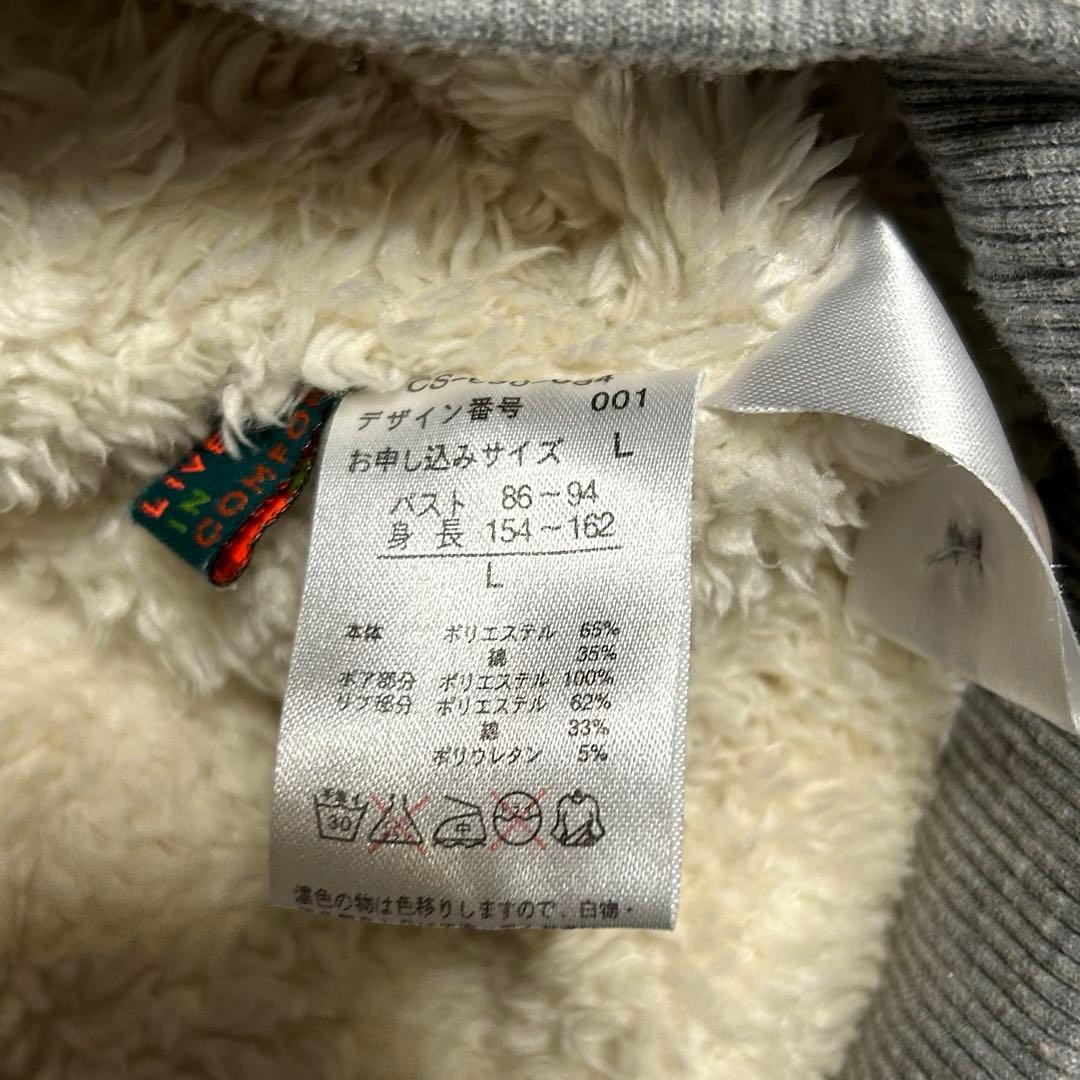 LIVE
IN
COMFOR
デザイン番号 001
お申し込みサイズ L
バスト 86～94
身長 154～162
L
本体 ポリエステル 65%
綿 35%
ボア部分 ポリエステル 100%
リブ部分 ポリエステル 62%
綿 33%
ポリウレタン 5%
30
中
濃色の物は色移りしますので、白物・